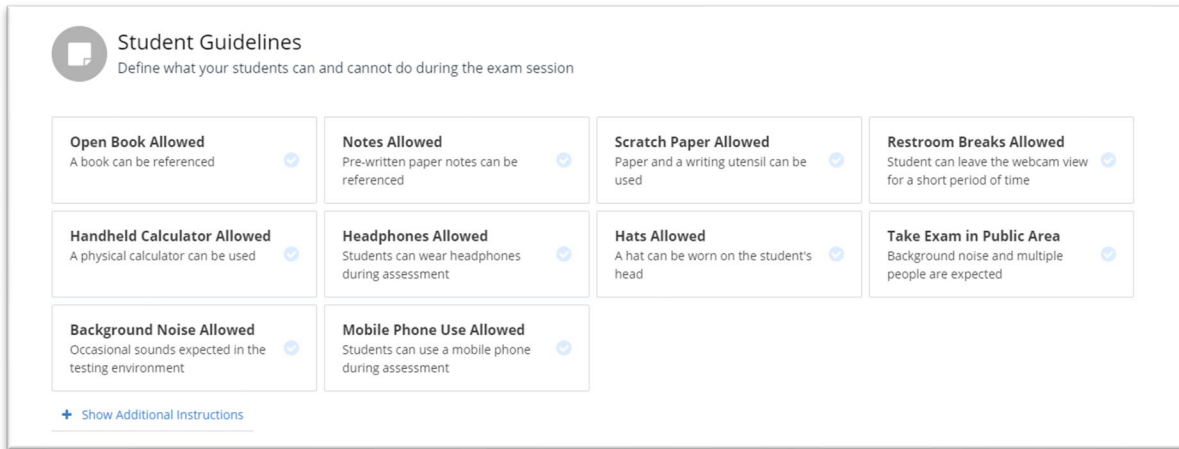 Student Guidelines
Define what your students can and cannot do during the exam session
Open Book Allowed
A book can be referenced
Notes Allowed
Pre-written paper notes can be
referenced
Scratch Paper Allowed
Paper and a writing utensil can be
used
Restroom Breaks Allowed
Student can leave the webcam view
for a short period of time
Handheld Calculator Allowed
A physical calculator can be used
Headphones Allowed
Students can wear headphones
during assessment
Hats Allowed
A hat can be worn on the student's
head
Take Exam in Public Area
Background noise and multiple
people are expected
Background Noise Allowed
Occasional sounds expected in the
testing environment
Mobile Phone Use Allowed
Students can use a mobile phone
during assessment
+ Show Additional Instructions